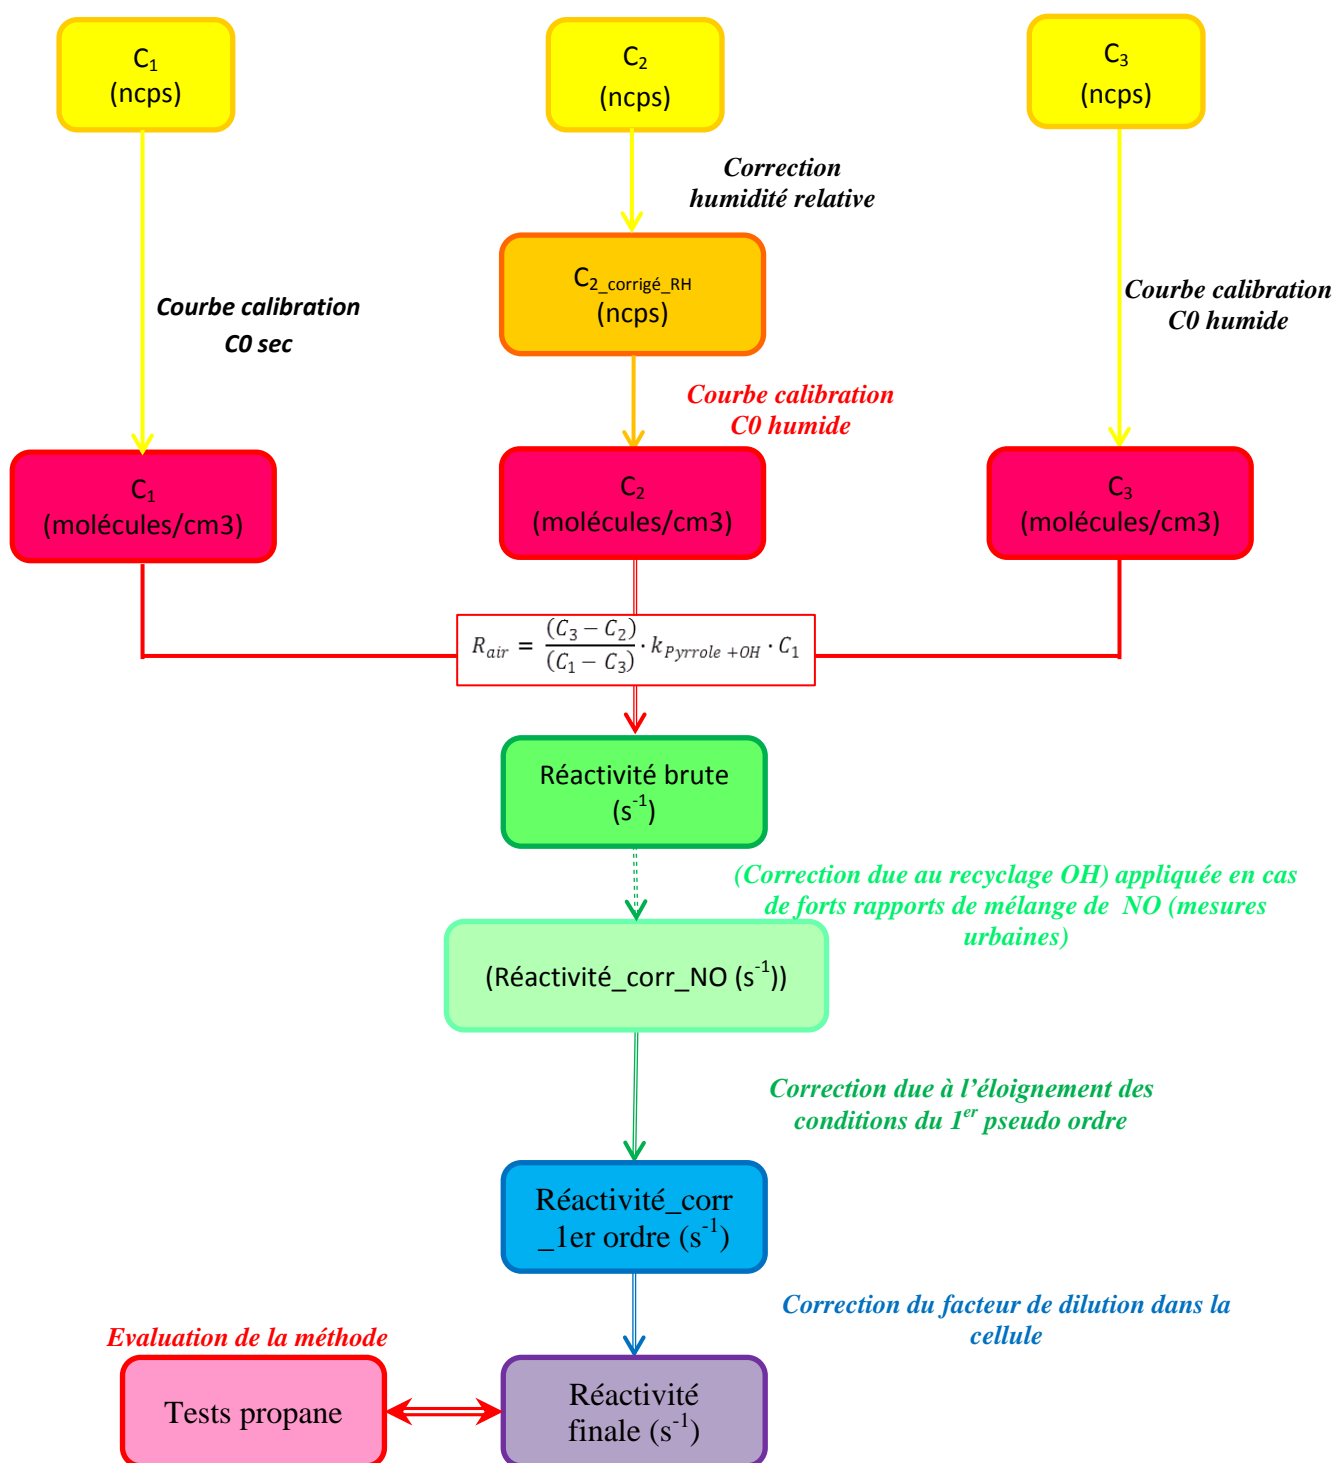 C1
(ncps)
C2
(ncps)
C3
(ncps)
Correction
humidité relative
C2_corrigé_RH
(ncps)
Courbe calibration
C0 sec
Courbe calibration
C0 humide
Courbe calibration
C0 humide
C1
(molécules/cm3)
C2
(molécules/cm3)
C3
(molécules/cm3)
R_air = (C3 − C2) / (C1 − C3) · k_Pyrrole +OH · C1
Réactivité brute
(s⁻¹)
(Correction due au recyclage OH) appliquée en cas
de forts rapports de mélange de NO (mesures
urbaines)
(Réactivité_corr_NO (s⁻¹))
Correction due à l’éloignement des
conditions du 1er pseudo ordre
Réactivité_corr
_1er ordre (s⁻¹)
Correction du facteur de dilution dans la
cellule
Evaluation de la méthode
Tests propane
Réactivité
finale (s⁻¹)